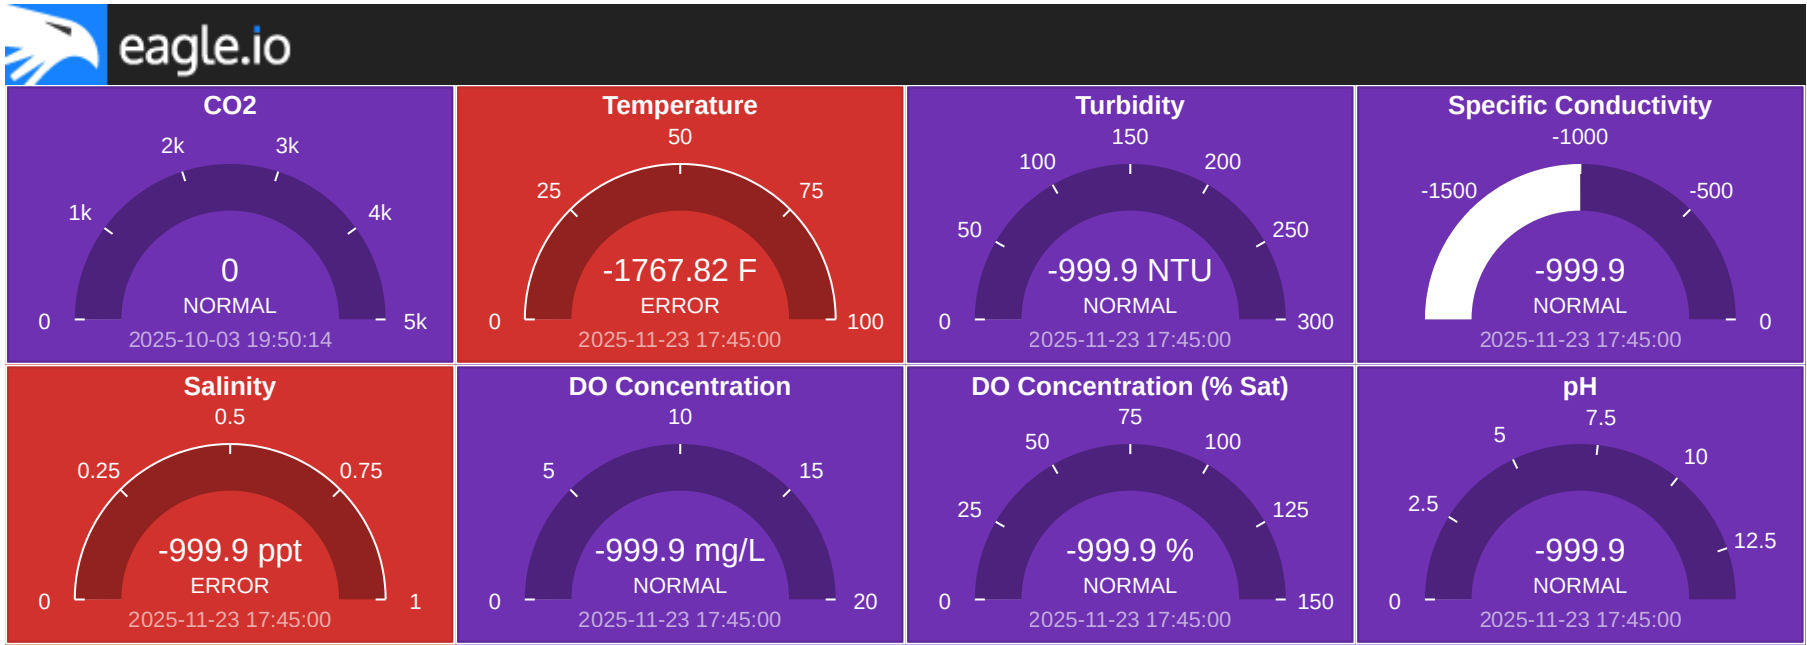 eagle.io
CO2
2k
3k
1k
4k
0
NORMAL
0
5k
2025-10-03 19:50:14
Temperature
50
25
75
-1767.82 F
ERROR
0
100
2025-11-23 17:45:00
Turbidity
150
100
200
50
250
-999.9 NTU
NORMAL
0
300
2025-11-23 17:45:00
Specific Conductivity
-1000
-1500
-500
-999.9
NORMAL
0
2025-11-23 17:45:00
Salinity
0.5
0.25
0.75
-999.9 ppt
ERROR
0
1
2025-11-23 17:45:00
DO Concentration
10
5
15
-999.9 mg/L
NORMAL
0
20
2025-11-23 17:45:00
DO Concentration (% Sat)
75
50
100
25
125
-999.9 %
NORMAL
0
150
2025-11-23 17:45:00
pH
7.5
5
10
2.5
12.5
-999.9
NORMAL
0
2025-11-23 17:45:00